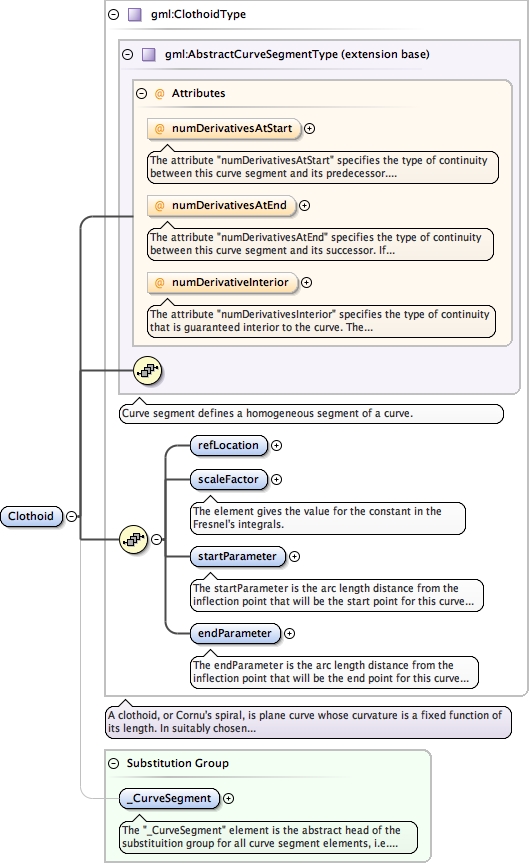 gml:ClothoidType
gml:AbstractCurveSegmentType (extension base)
@ Attributes
@ numDerivativesAtStart
The attribute "numDerivativesAtStart" specifies the type of continuity
between this curve segment and its predecessor....
@ numDerivativesAtEnd
The attribute "numDerivativesAtEnd" specifies the type of continuity
between this curve segment and its successor. If...
@ numDerivativeInterior
The attribute "numDerivativesInterior" specifies the type of continuity
that is guaranteed interior to the curve. The...
Curve segment defines a homogeneous segment of a curve.
refLocation
scaleFactor
The element gives the value for the constant in the
Fresnel's integrals.
Clothoid
startParameter
The startParameter is the arc length distance from the
inflection point that will be the start point for this curve...
endParameter
The endParameter is the arc length distance from the
inflection point that will be the end point for this curve...
A clothoid, or Cornu's spiral, is plane curve whose curvature is a fixed function of
its length. In suitably chosen...
Substitution Group
_CurveSegment
The "_CurveSegment" element is the abstract head of the
substituition group for all curve segment elements, i.e....